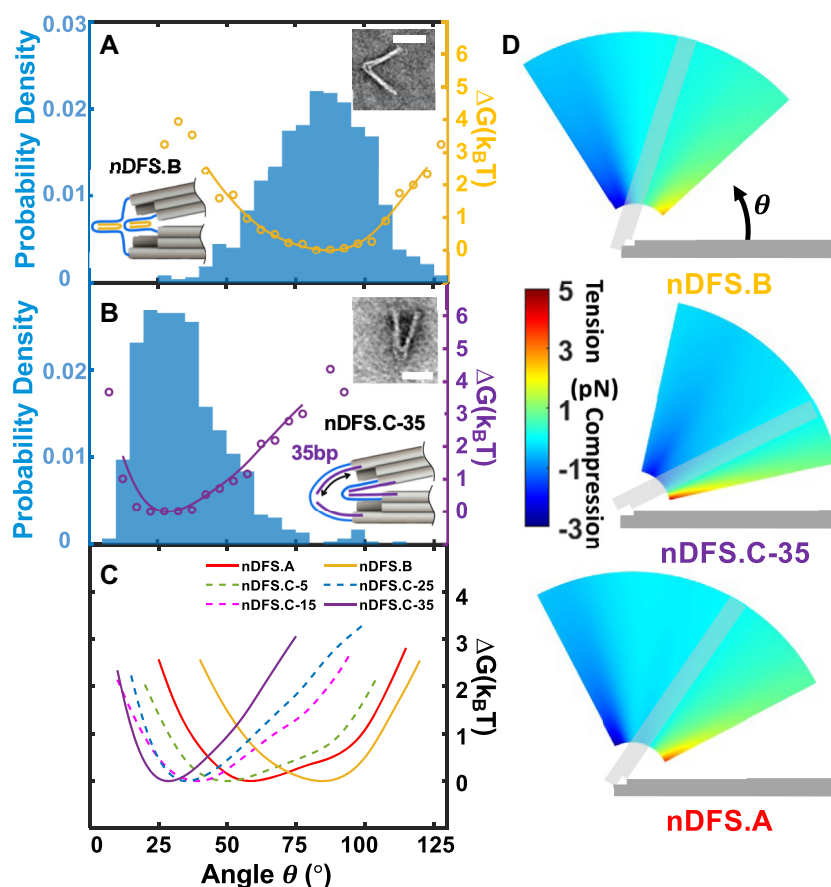 A
Probability Density
0.03
0.02
0.01
0
nDFS.B
6
5
4
3
2
1
0
ΔG(kBT)
B
Probability Density
0.02
0.01
0
35bp
nDFS.C-35
6
5
4
3
2
1
0
ΔG(kBT)
C
nDFS.A
nDFS.B
nDFS.C-5
nDFS.C-25
nDFS.C-15
nDFS.C-35
4
3
2
1
0
ΔG(kBT)
0
25
50
75
100
125
Angle θ (°)
D
θ
nDFS.B
5
3
1
-1
-3
Tension
(pN)
Compression
nDFS.C-35
nDFS.A